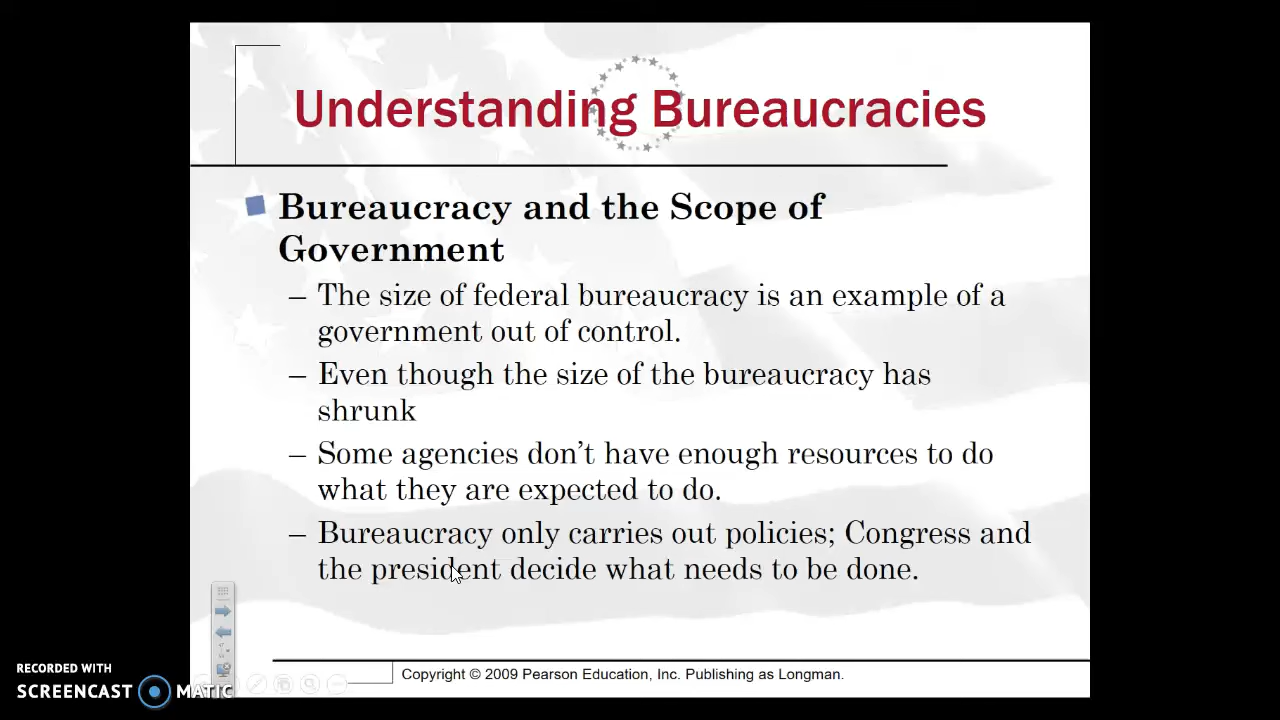 Understanding Bureaucracies
Bureaucracy and the Scope of
Government
– The size of federal bureaucracy is an example of a
government out of control.
– Even though the size of the bureaucracy has
shrunk
– Some agencies don’t have enough resources to do
what they are expected to do.
– Bureaucracy only carries out policies; Congress and
the president decide what needs to be done.
Copyright © 2009 Pearson Education, Inc. Publishing as Longman.
RECORDED WITH
SCREENCAST MATIC